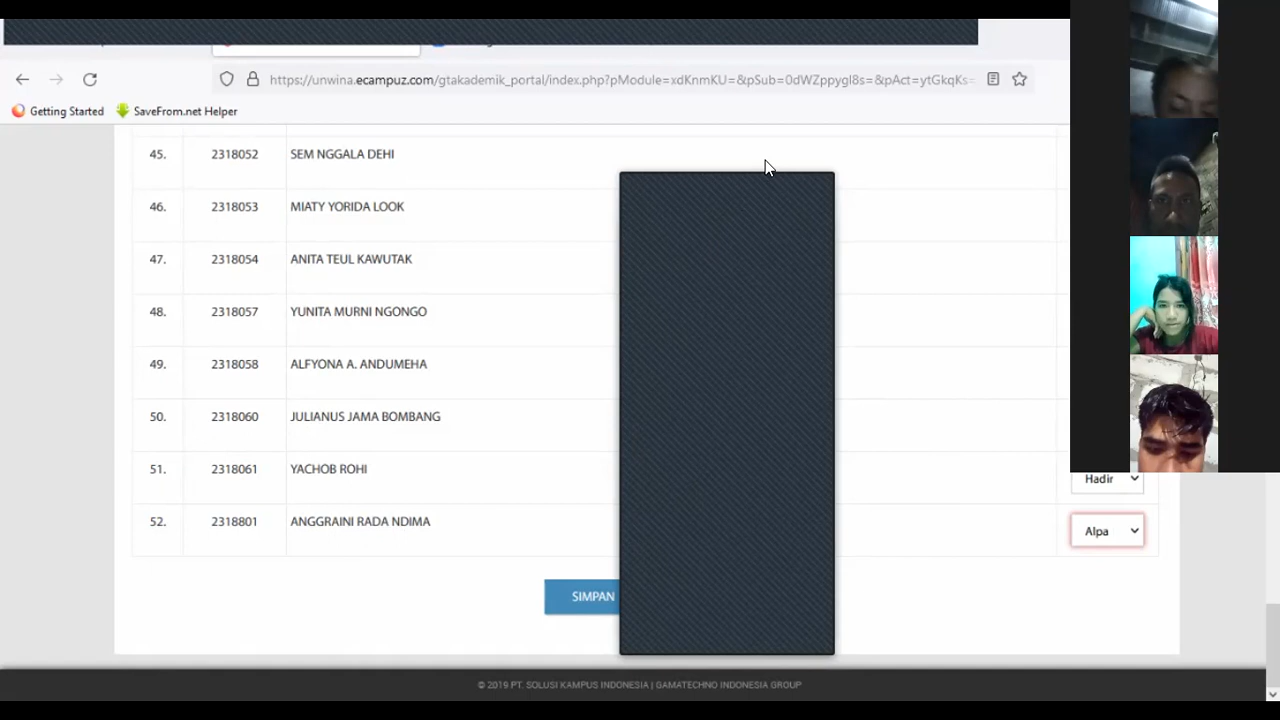 https://unwina.ecampuz.com/gtakademik_portal/index.php?pModule=xdKnmKU=&pSub=0dWZppygl8s=&pAct=ytGkqKs=
Getting Started SaveFrom.net Helper
45. 2318052 SEM NGGALA DEHI
46. 2318053 MIATY YORIDA LOOK
47. 2318054 ANITA TEUL KAWUTAK
48. 2318057 YUNITA MURNI NGONGO
49. 2318058 ALFYONA A. ANDUMEHA
50. 2318060 JULIANUS JAMA BOMBANG
51. 2318061 YACHOB ROHI Hadir
52. 2318801 ANGGRAINI RADA NDIMA Alpa
SIMPAN
© 2019 PT. SOLUSI KAMPUS INDONESIA | GAMATECHNO INDONESIA GROUP